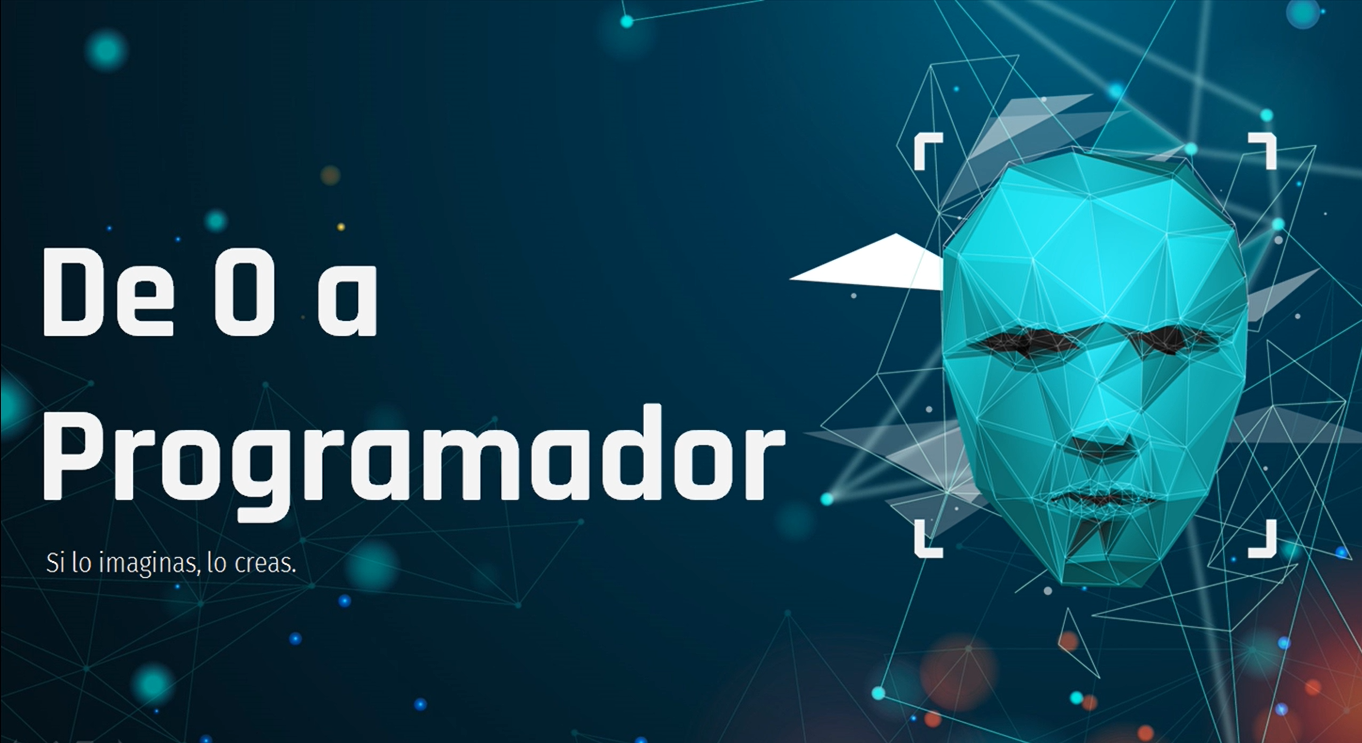 De 0 a
Programador
Si lo imaginas, lo creas.